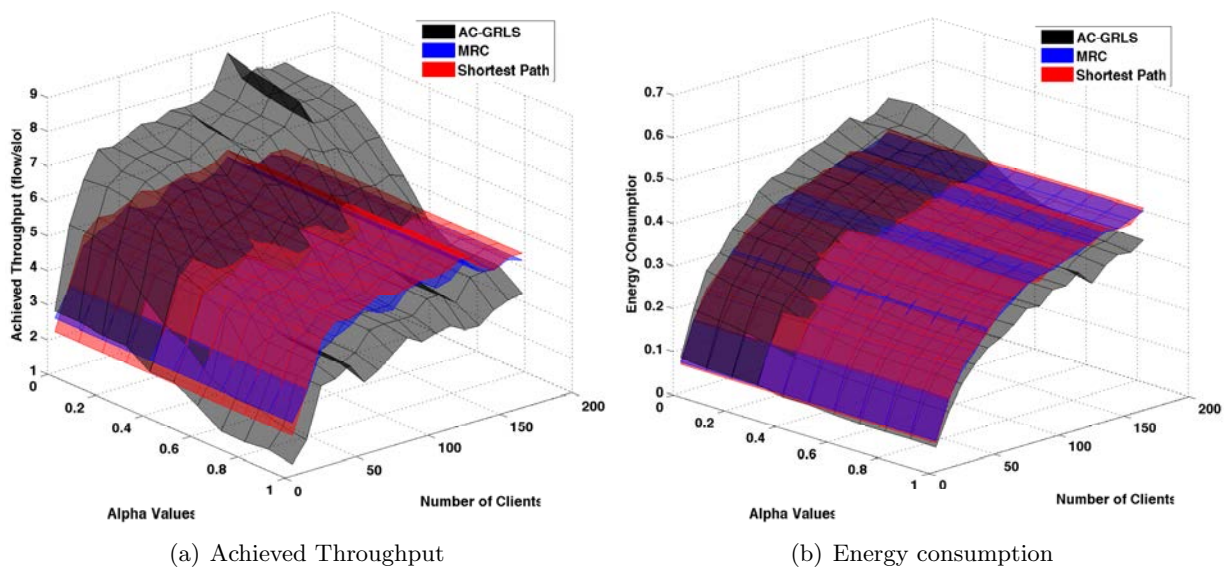 AC-GRLS
MRC
Shortest Path
9
8
7
6
5
4
3
2
1
Achieved Throughput (flow/slot
0
0.2
0.4
0.6
0.8
1
Alpha Values
0
50
100
150
200
Number of Clients
(a) Achieved Throughput
AC-GRLS
MRC
Shortest Path
0.7
0.6
0.5
0.4
0.3
0.2
0.1
0
Energy COnsumption
0
0.2
0.4
0.6
0.8
1
Alpha Values
0
50
100
150
200
Number of Clients
(b) Energy consumption